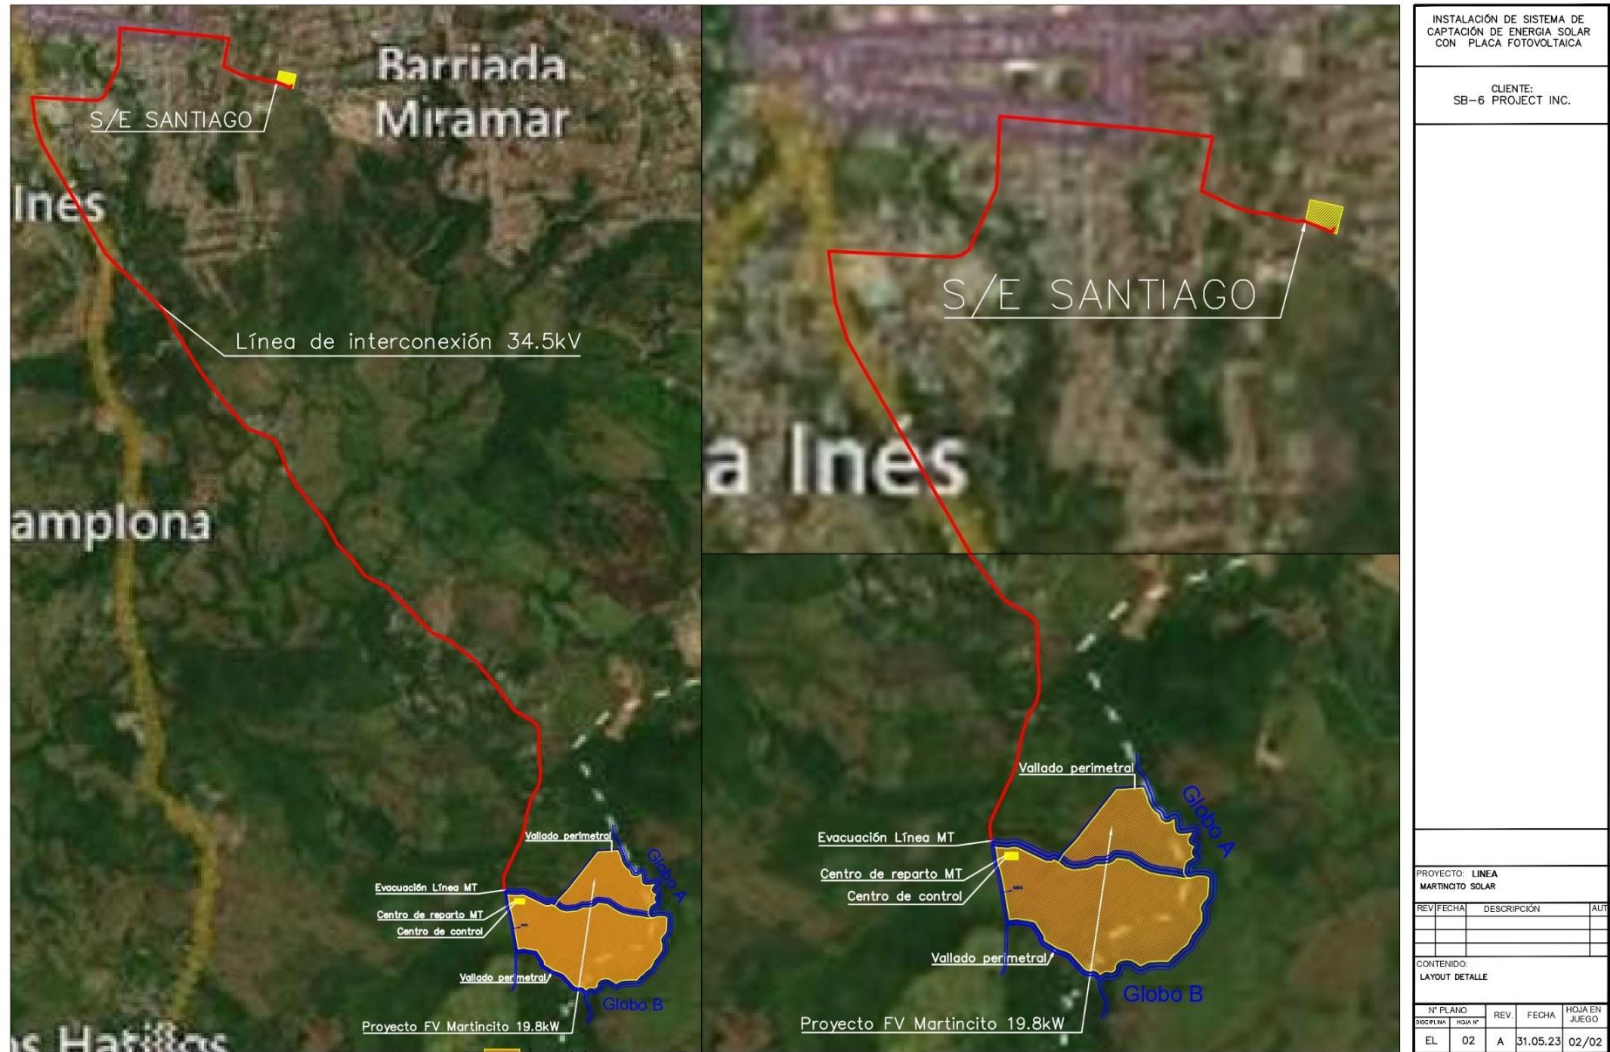 Barriada
Miramar
S/E SANTIAGO
Inés
Línea de interconexión 34.5kV
amplona
Vallado perimetral
Globo A
Evacuación Línea MT
Centro de reparto MT
Centro de control
Vallado perimetral
Globo B
Proyecto FV Martincito 19.8kW
os Hatillos
S/E SANTIAGO
a Inés
Vallado perimetral
Globo A
Evacuación Línea MT
Centro de reparto MT
Centro de control
Vallado perimetral
Globo B
Proyecto FV Martincito 19.8kW
INSTALACIÓN DE SISTEMA DE
CAPTACIÓN DE ENERGIA SOLAR
CON PLACA FOTOVOLTAICA
CLIENTE:
SB-6 PROJECT INC.
PROYECTO: LINEA
MARTINCITO SOLAR
REV FECHA DESCRIPCIÓN AUT
CONTENIDO:
LAYOUT DETALLE
Nº PLANO REV. FECHA HOJA EN JUEGO
DISCIPLINA HOJA Nº
EL 02 A 31.05.23 02/02